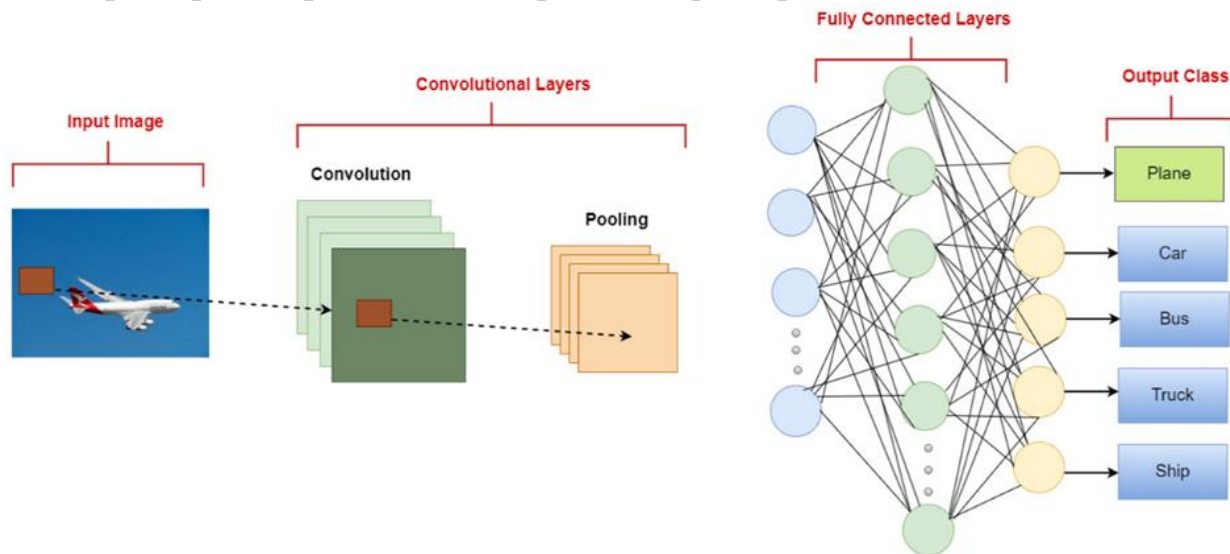 Fully Connected Layers
Convolutional Layers
Output Class
Input Image
Convolution
Pooling
Plane
Car
Bus
Truck
Ship